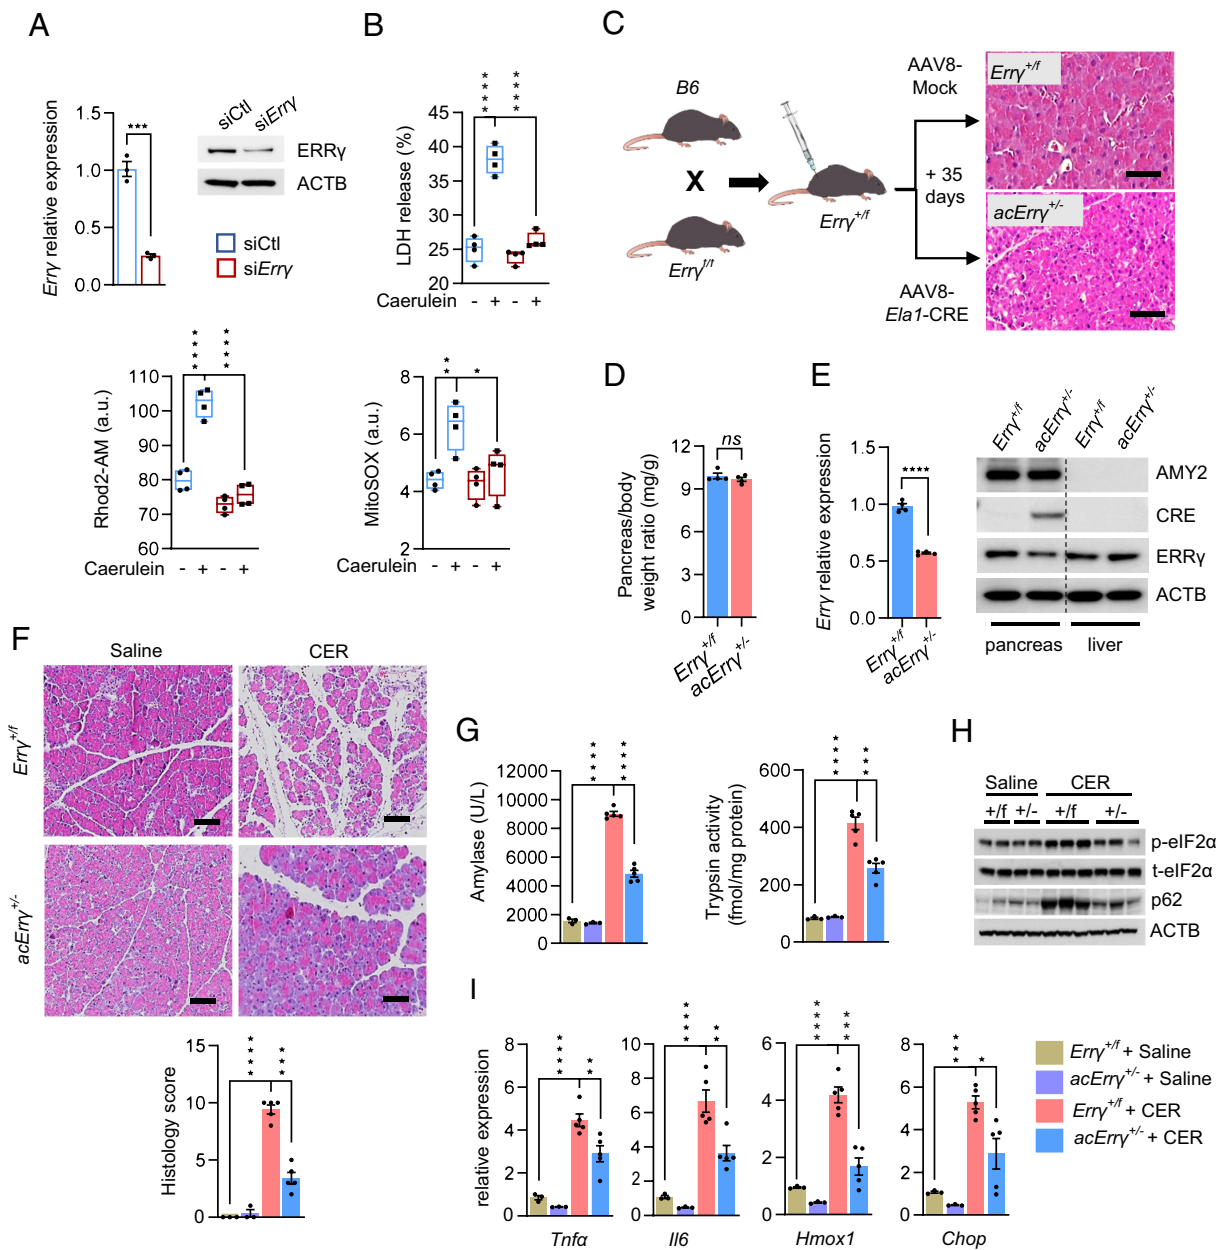 A
Errγ relative expression
1.5
1.0
0.5
0.0
***
siCtl
siErrγ
ERRγ
ACTB
siCtl
siErrγ
B
LDH release (%)
45
40
35
30
25
20
****
****
Caerulein
- + - +
Rhod2-AM (a.u.)
110
100
90
80
70
60
****
****
Caerulein
- + - +
MitoSOX (a.u.)
8
6
4
2
**
*
Caerulein
- + - +
C
B6
X
Errγ f/f
Errγ +/f
AAV8-
Mock
+ 35
days
AAV8-
Ela1-CRE
Errγ +/f
acErrγ +/-
D
Pancreas/body
weight ratio (mg/g)
12
9
6
3
0
ns
Errγ +/f
acErrγ +/-
E
Errγ relative expression
1.5
1.0
0.5
0.0
****
Errγ +/f
acErrγ +/-
Errγ +/f
acErrγ +/-
Errγ +/f
acErrγ +/-
AMY2
CRE
ERRγ
ACTB
pancreas
liver
F
Saline
CER
Errγ +/f
acErrγ +/-
Histology score
15
10
5
0
****
***
G
Amylase (U/L)
12000
10000
8000
6000
4000
2000
0
****
****
Trypsin activity
(fmol/mg protein)
600
400
200
0
****
***
H
Saline CER
+/f +/- +/f +/-
p-eIF2α
t-eIF2α
p62
ACTB
I
relative expression
8
6
4
2
0
****
**
Tnfα
10
8
6
4
2
0
****
**
Il6
6
4
2
0
****
***
Hmox1
8
6
4
2
0
***
*
Chop
Errγ +/f + Saline
acErrγ +/- + Saline
Errγ +/f + CER
acErrγ +/- + CER